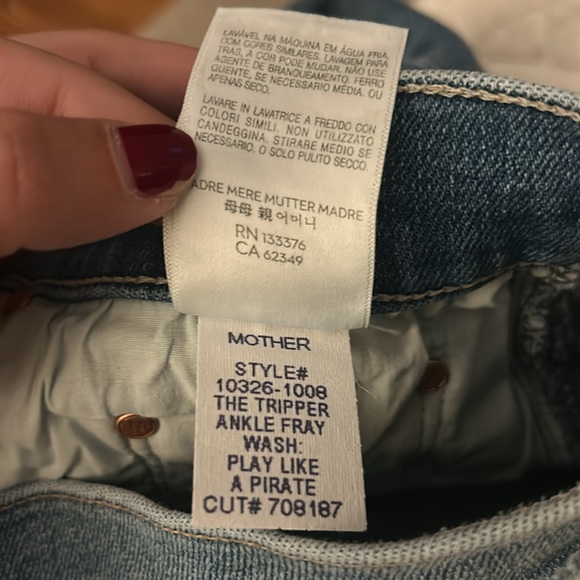 LAVÁVEL NA MÁQUINA EM ÁGUA FRIA,
COM CORES SIMILARES. LAVAGEM PARA
TRAS, A COR PODE MUDAR. NÃO USE
AGENTE DE BRANQUEAMENTO. FERRO
QUENTE, SE NECESSARIO MÉDIA. OU
APENAS SECO.
LAVARE IN LAVATRICE A FREDDO CON
COLORI SIMILI. NON UTILIZZATO
CANDEGGINA. STIRARE MEDIO SE
NECESSARIO. O SOLO PULITO SECCO.
ADRE MERE MUTTER MADRE
母母 親 어머니
RN 133376
CA 62349
MOTHER
STYLE#
10326-1008
THE TRIPPER
ANKLE FRAY
WASH:
PLAY LIKE
A PIRATE
CUT# 708187